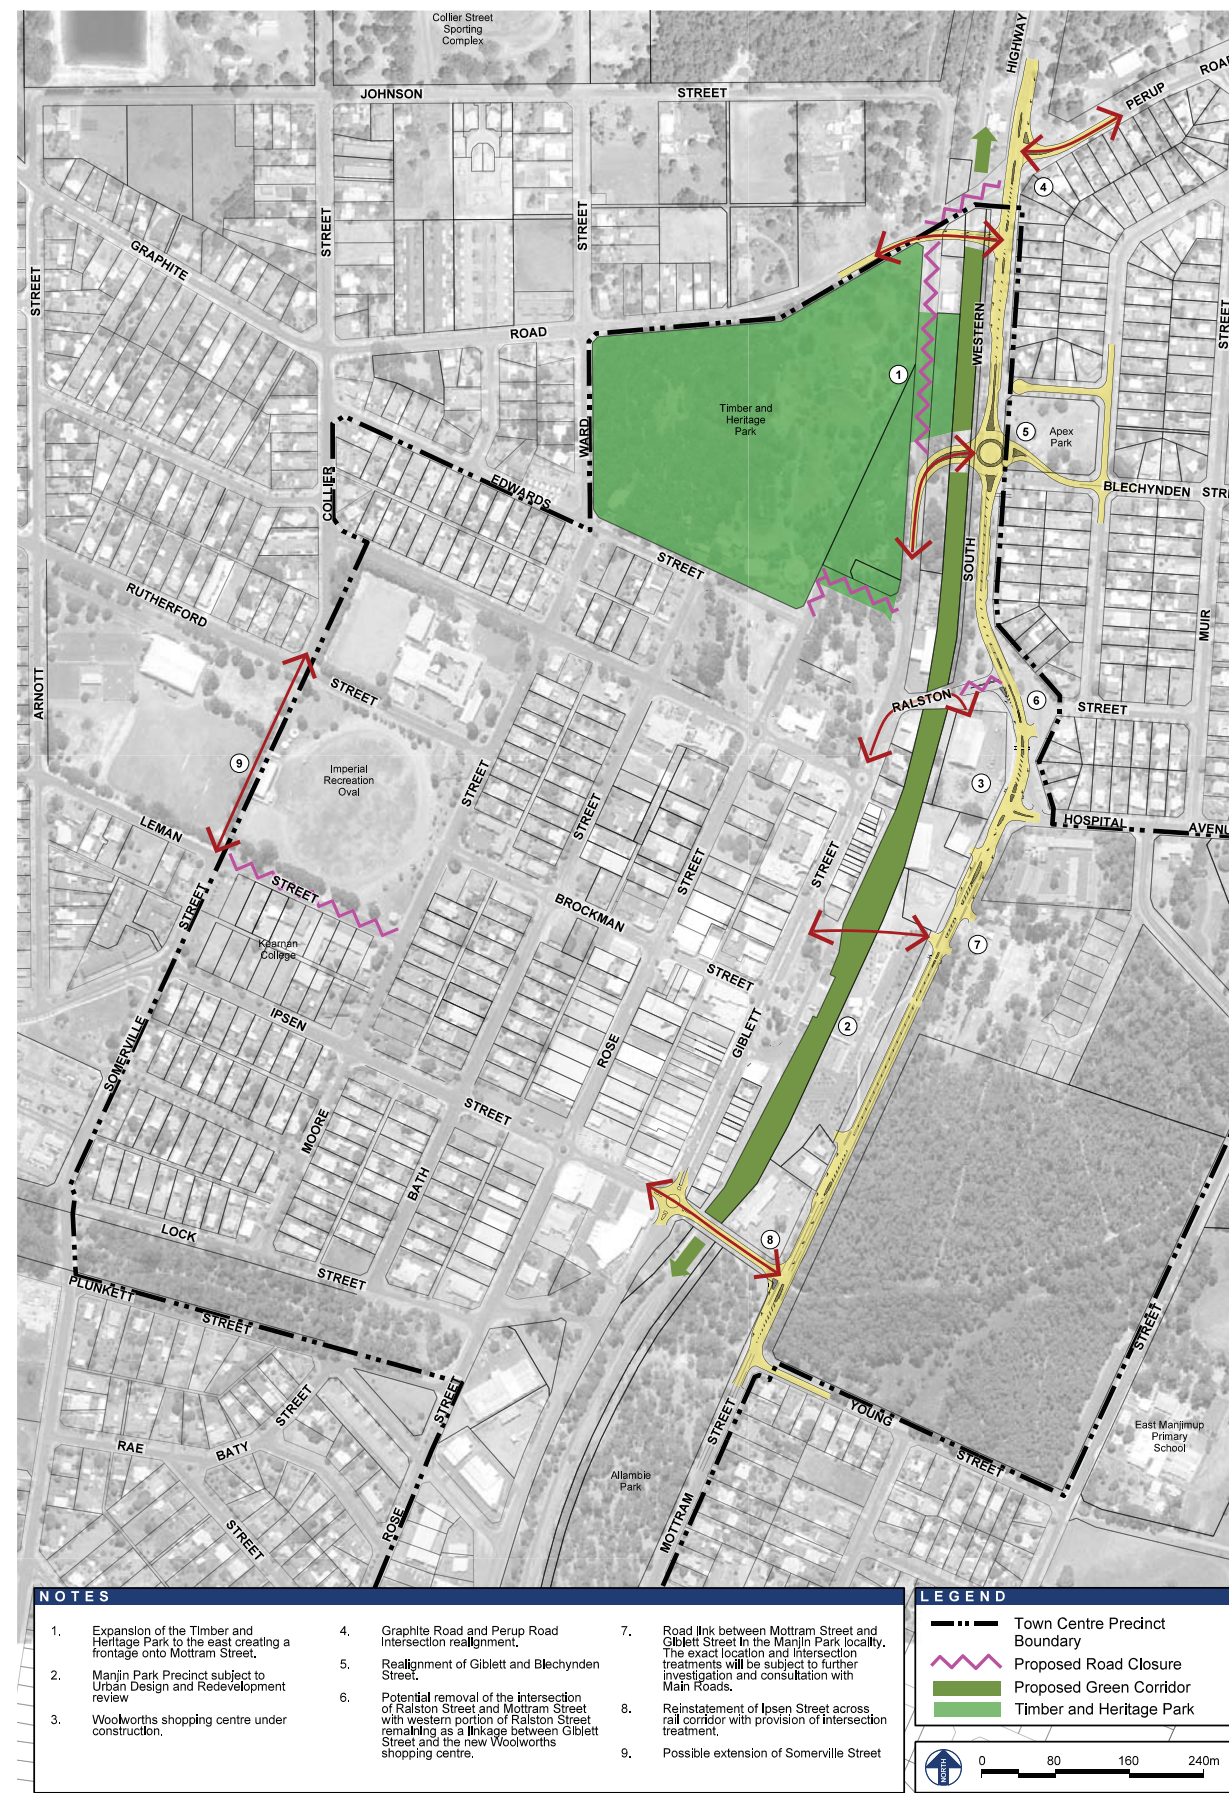 Collier Street
Sporting
Complex
HIGHWAY
ROAD
PERUP
JOHNSON
STREET
4
STREET
STREET
GRAPHITE
STREET
STREET
ROAD
WESTERN
1
Timber and
Heritage
Park
WARD
5
Apex
Park
COLLIER
EDWARDS
BLECHYNDEN STR
STREET
SOUTH
RUTHERFORD
MUIR
ARNOTT
STREET
RALSTON
6
STREET
9
Imperial
Recreation
Oval
STREET
STREET
3
LEMAN
HOSPITAL
AVENU
STREET
STREET
STREET
STREET
BROCKMAN
Kearnan
College
7
STREET
IPSEN
2
SOMERVILLE
ROSE
GIBLETT
STREET
MOORE
BATH
LOCK
8
STREET
PLUNKETT
STREET
STREET
STREET
STREET
STREET
YOUNG
RAE
BATY
STREET
East Manjimup
Primary
School
Allambie
Park
STREET
ROSE
MOTTRAM
NOTES
1. Expansion of the Timber and
Heritage Park to the east creating a
frontage onto Mottram Street.
2. Manjin Park Precinct subject to
Urban Design and Redevelopment
review
3. Woolworths shopping centre under
construction.
4. Graphite Road and Perup Road
Intersection realignment.
5. Realignment of Giblett and Blechynden
Street.
6. Potential removal of the intersection
of Ralston Street and Mottram Street
with western portion of Ralston Street
remaining as a linkage between Giblett
Street and the new Woolworths
shopping centre.
7. Road link between Mottram Street and
Giblett Street in the Manjin Park locality.
The exact location and intersection
treatments will be subject to further
investigation and consultation with
Main Roads.
8. Reinstatement of Ipsen Street across
rail corridor with provision of intersection
treatment.
9. Possible extension of Somerville Street
LEGEND
Town Centre Precinct
Boundary
Proposed Road Closure
Proposed Green Corridor
Timber and Heritage Park
NORTH
0 80 160 240m